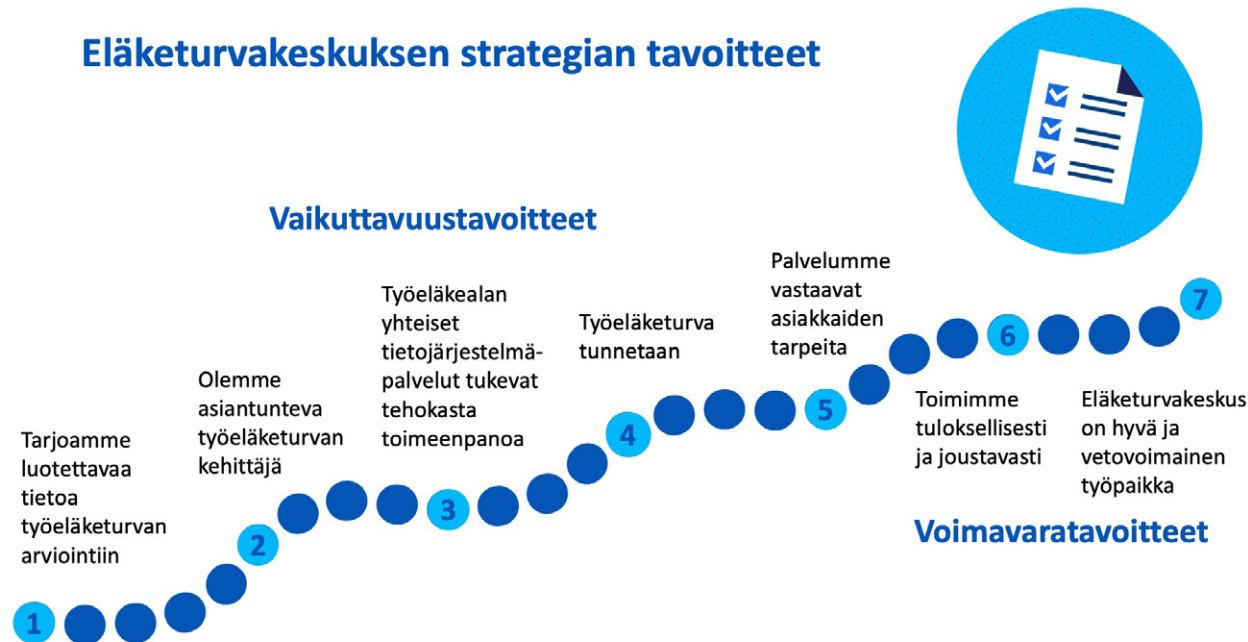 Eläketurvakeskuksen strategian tavoitteet
Vaikuttavuustavoitteet
1
Tarjoamme
luotettavaa
tietoa
työeläketurvan
arviointiin
2
Olemme
asiantunteva
työeläketurvan
kehittäjä
3
Työeläkealan
yhteiset
tietojärjestelmä-
palvelut tukevat
tehokasta
toimeenpanoa
4
Työeläketurva
tunnetaan
5
Palvelumme
vastaavat
asiakkaiden
tarpeita
6
Toimimme
tuloksellisesti
ja joustavasti
7
Eläketurvakeskus
on hyvä ja
vetovoimainen
työpaikka
Voimavaratavoitteet